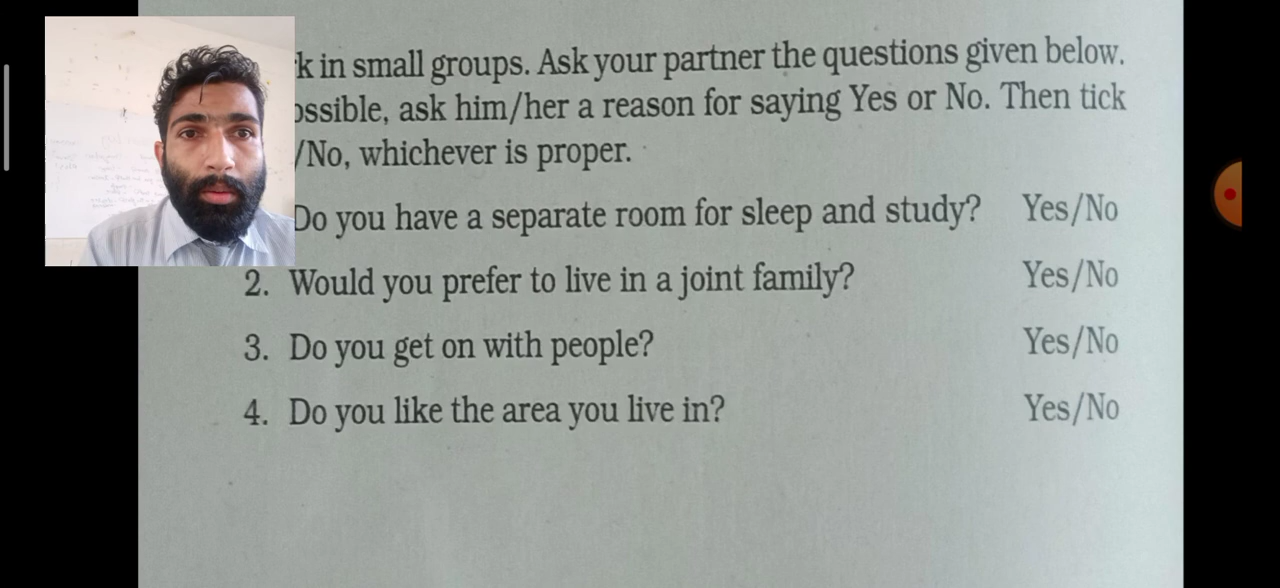 k in small groups. Ask your partner the questions given below.
ossible, ask him/her a reason for saying Yes or No. Then tick
/No, whichever is proper.
Do you have a separate room for sleep and study? Yes/No
2. Would you prefer to live in a joint family? Yes/No
3. Do you get on with people? Yes/No
4. Do you like the area you live in? Yes/No